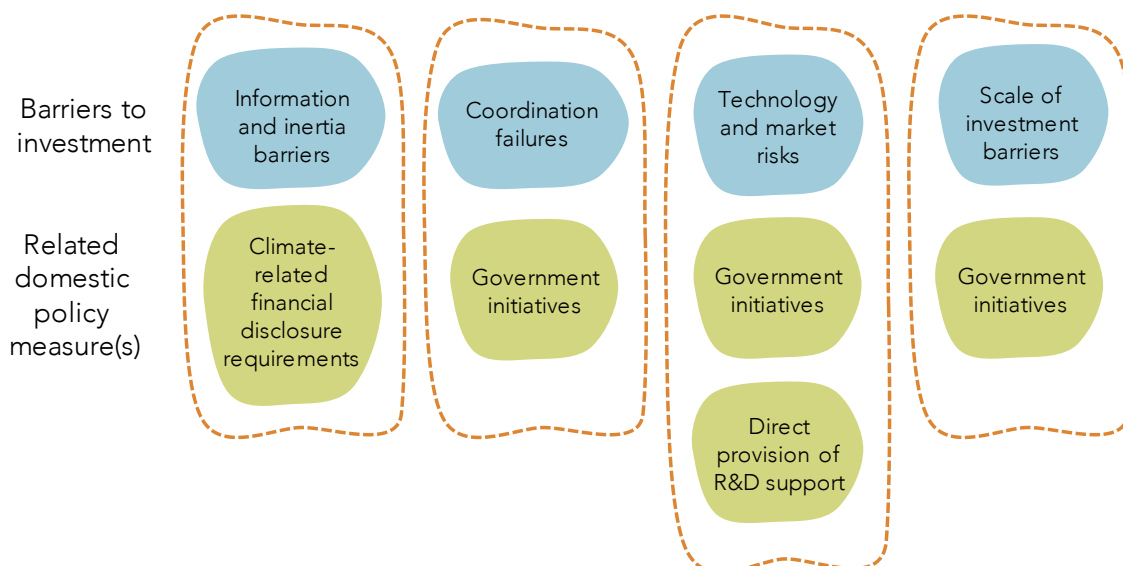 Barriers to
investment
Information
and inertia
barriers
Coordination
failures
Technology
and market
risks
Scale of
investment
barriers
Related
domestic
policy
measure(s)
Climate-
related
financial
disclosure
requirements
Government
initiatives
Government
initiatives
Government
initiatives
Direct
provision of
R&D support